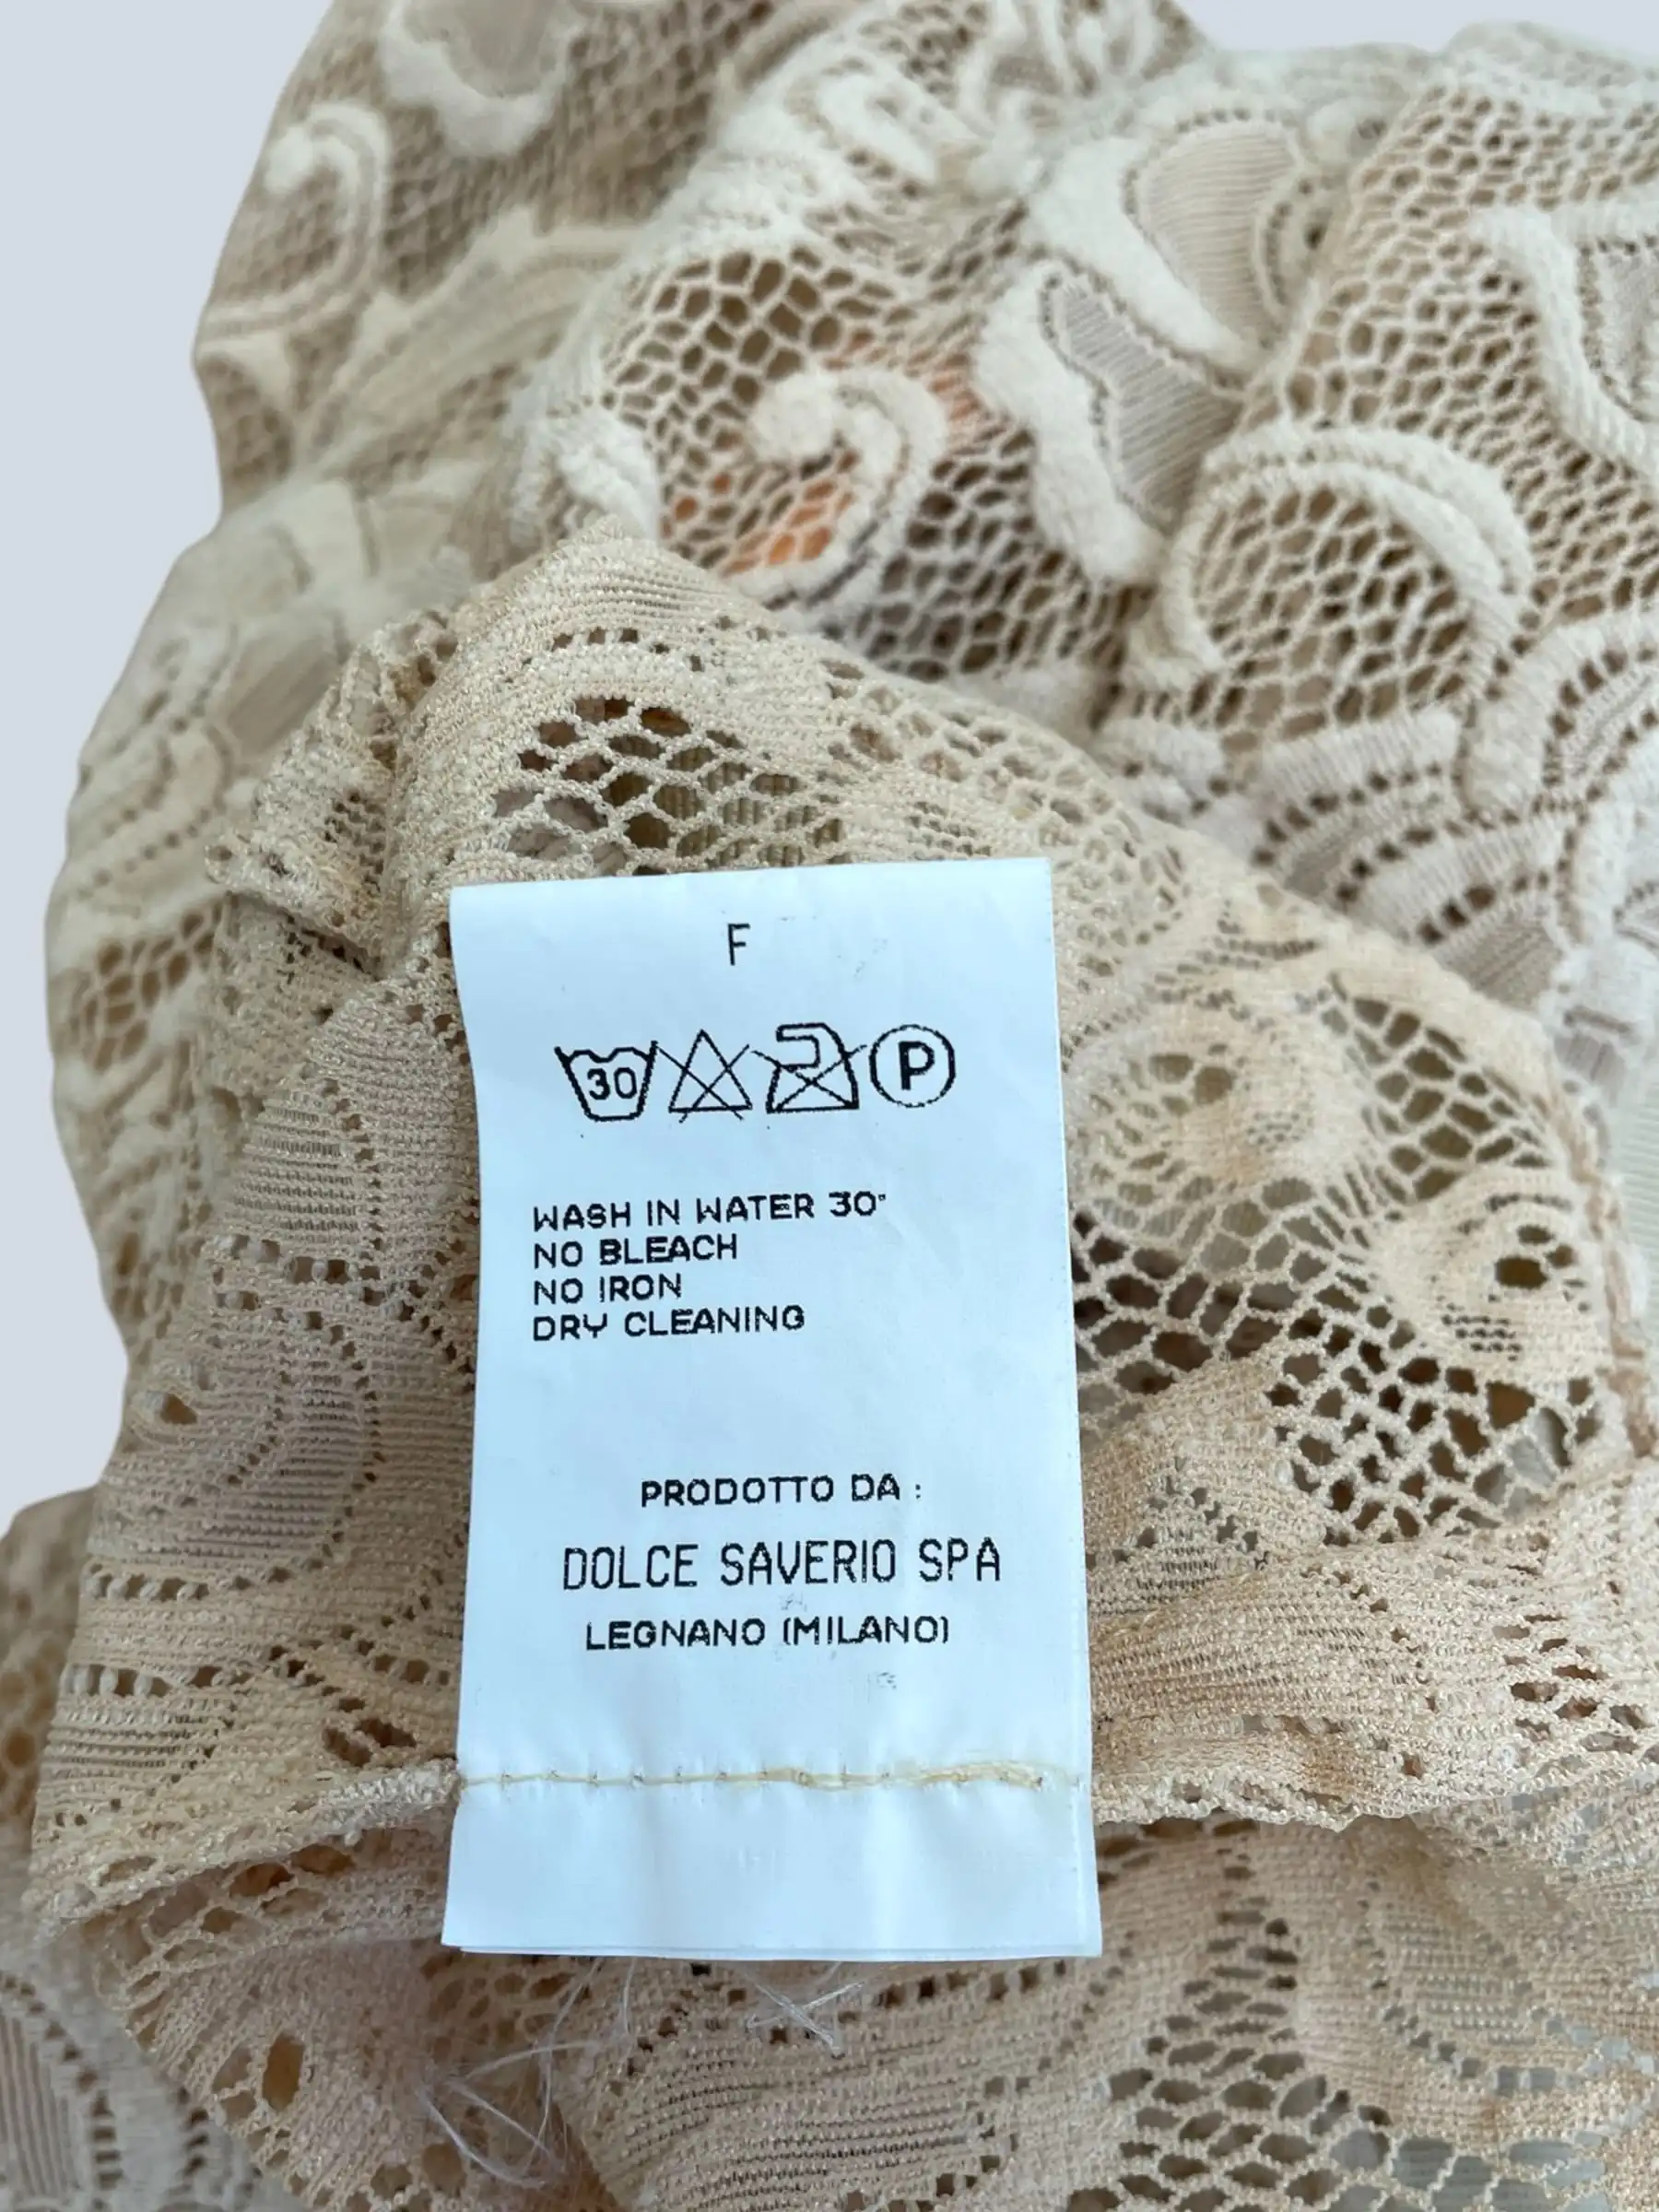 F
30 P
WASH IN WATER 30°
NO BLEACH
NO IRON
DRY CLEANING
PRODOTTO DA :
DOLCE SAVERIO SPA
LEGNANO (MILANO)